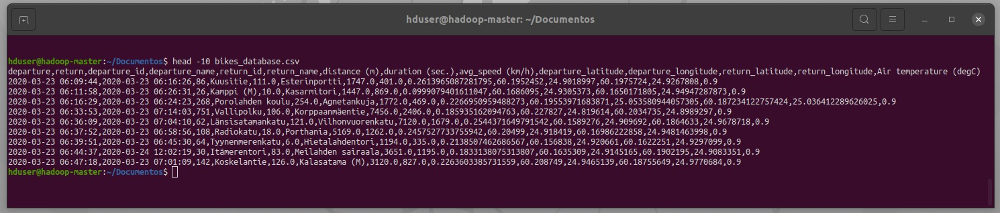 hduser@hadoop-master: ~/Documentos
hduser@hadoop-master:~/Documentos$ head -10 bikes_database.csv
departure,return,departure_id,departure_name,return_id,return_name,distance (m),duration (sec.),avg_speed (km/h),departure_latitude,departure_longitude,return_latitude,return_longitude,Air temperature (degC)
2020-03-23 06:09:44,2020-03-23 06:16:26,86,Kuusitie,111.0,Esterinportti,1747.0,401.0,0.2613965087281795,60.1952452,24.9018997,60.1975724,24.9267808,0.9
2020-03-23 06:11:58,2020-03-23 06:26:31,26,Kamppi (M),10.0,Kasarmitori,1447.0,869.0,0.0999079401611047,60.1686095,24.9305373,60.1650171805,24.94947287873,0.9
2020-03-23 06:16:29,2020-03-23 06:24:23,268,Porolahden koulu,254.0,Agnetankuja,1772.0,469.0,0.2266950959488273,60.19553971683871,25.053580944057305,60.187234122757424,25.036412289626025,0.9
2020-03-23 06:33:53,2020-03-23 07:14:03,751,Vallipolku,106.0,Korppaanmäentie,7456.0,2406.0,0.185935162094763,60.227827,24.819614,60.2034735,24.8989297,0.9
2020-03-23 06:36:09,2020-03-23 07:04:10,62,Länsisatamankatu,121.0,Vilhonvuorenkatu,7120.0,1679.0,0.2544371649791542,60.1589276,24.909692,60.1864633,24.9678718,0.9
2020-03-23 06:37:52,2020-03-23 06:58:56,108,Radiokatu,18.0,Porthania,5169.0,1262.0,0.2457527733755942,60.20499,24.918419,60.16986222858,24.9481463998,0.9
2020-03-23 06:39:51,2020-03-23 06:45:30,64,Tyynenmerenkatu,6.0,Hietalahdentori,1194.0,335.0,0.2138507462686567,60.156838,24.920661,60.1622251,24.9297099,0.9
2020-03-23 06:44:37,2020-03-24 12:02:19,30,Itämerentori,83.0,Meilahden sairaala,3651.0,1195.0,0.1833138075313807,60.1635309,24.9145165,60.1902195,24.9083351,0.9
2020-03-23 06:47:18,2020-03-23 07:01:09,142,Koskelantie,126.0,Kalasatama (M),3120.0,827.0,0.2263603385731559,60.208749,24.9465139,60.18755649,24.9770684,0.9
hduser@hadoop-master:~/Documentos$